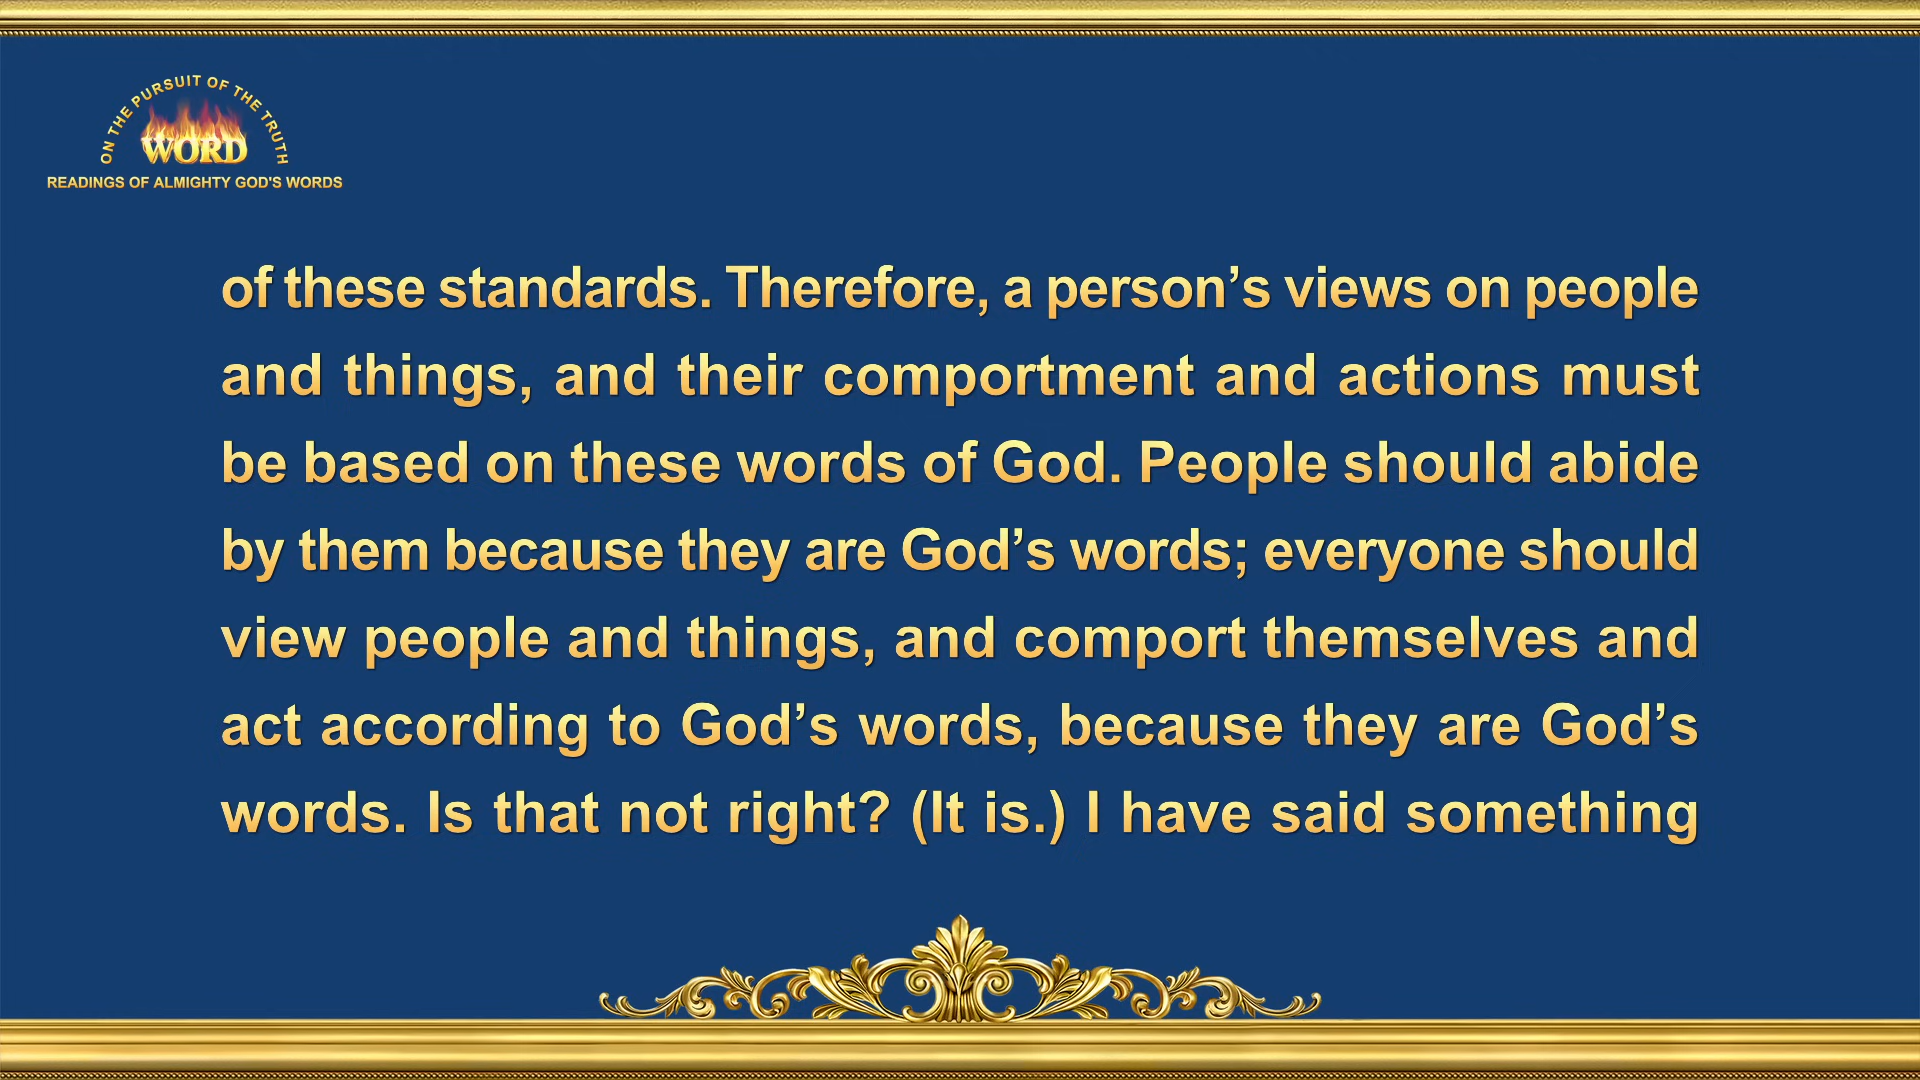 ON THE PURSUIT OF THE TRUTH
WORD
READINGS OF ALMIGHTY GOD'S WORDS
of these standards. Therefore, a person’s views on people
and things, and their comportment and actions must
be based on these words of God. People should abide
by them because they are God’s words; everyone should
view people and things, and comport themselves and
act according to God’s words, because they are God’s
words. Is that not right? (It is.) I have said something